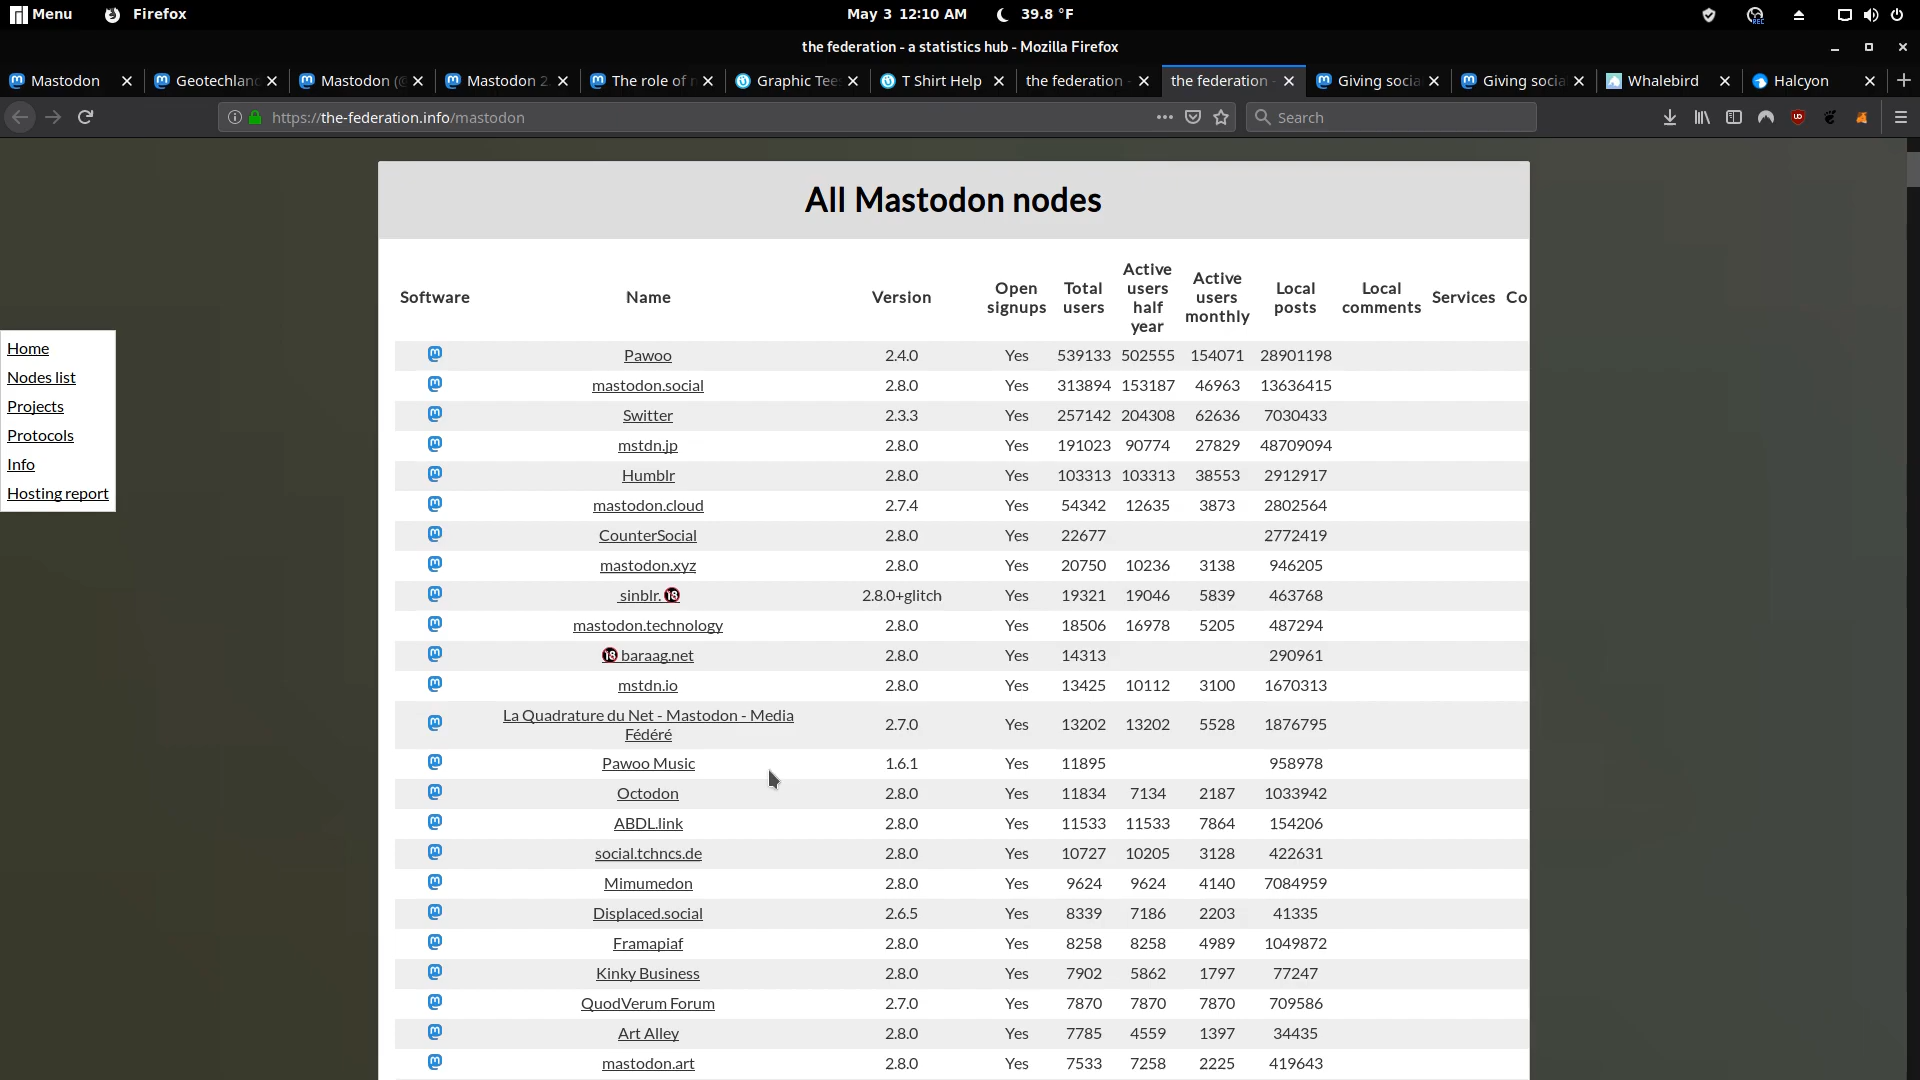 Menu Firefox May 3 12:10 AM 39.8 °F
the federation - a statistics hub - Mozilla Firefox
Mastodon Geotechlan Mastodon (@ Mastodon 2. The role of Graphic Tee T Shirt Help the federation - the federation - Giving socia Giving socia Whalebird Halcyon
https://the-federation.info/mastodon Search
All Mastodon nodes
Software Name Version Open signups Total users Active users half year Active users monthly Local posts Local comments Services Co
Home
Nodes list
Projects
Protocols
Info
Hosting report
Pawoo 2.4.0 Yes 539133 502555 154071 28901198
mastodon.social 2.8.0 Yes 313894 153187 46963 13636415
Switter 2.3.3 Yes 257142 204308 62636 7030433
mstdn.jp 2.8.0 Yes 191023 90774 27829 48709094
Humblr 2.8.0 Yes 103313 103313 38553 2912917
mastodon.cloud 2.7.4 Yes 54342 12635 3873 2802564
CounterSocial 2.8.0 Yes 22677 2772419
mastodon.xyz 2.8.0 Yes 20750 10236 3138 946205
sinblr. 🔞 2.8.0+glitch Yes 19321 19046 5839 463768
mastodon.technology 2.8.0 Yes 18506 16978 5205 487294
🔞 baraag.net 2.8.0 Yes 14313 290961
mstdn.io 2.8.0 Yes 13425 10112 3100 1670313
La Quadrature du Net - Mastodon - Media
Fédéré 2.7.0 Yes 13202 13202 5528 1876795
Pawoo Music 1.6.1 Yes 11895 958978
Octodon 2.8.0 Yes 11834 7134 2187 1033942
ABDL.link 2.8.0 Yes 11533 11533 7864 154206
social.tchncs.de 2.8.0 Yes 10727 10205 3128 422631
Mimumedon 2.8.0 Yes 9624 9624 4140 7084959
Displaced.social 2.6.5 Yes 8339 7186 2203 41335
Framapiaf 2.8.0 Yes 8258 8258 4989 1049872
Kinky Business 2.8.0 Yes 7902 5862 1797 77247
QuodVerum Forum 2.7.0 Yes 7870 7870 7870 709586
Art Alley 2.8.0 Yes 7785 4559 1397 34435
mastodon.art 2.8.0 Yes 7533 7258 2225 419643